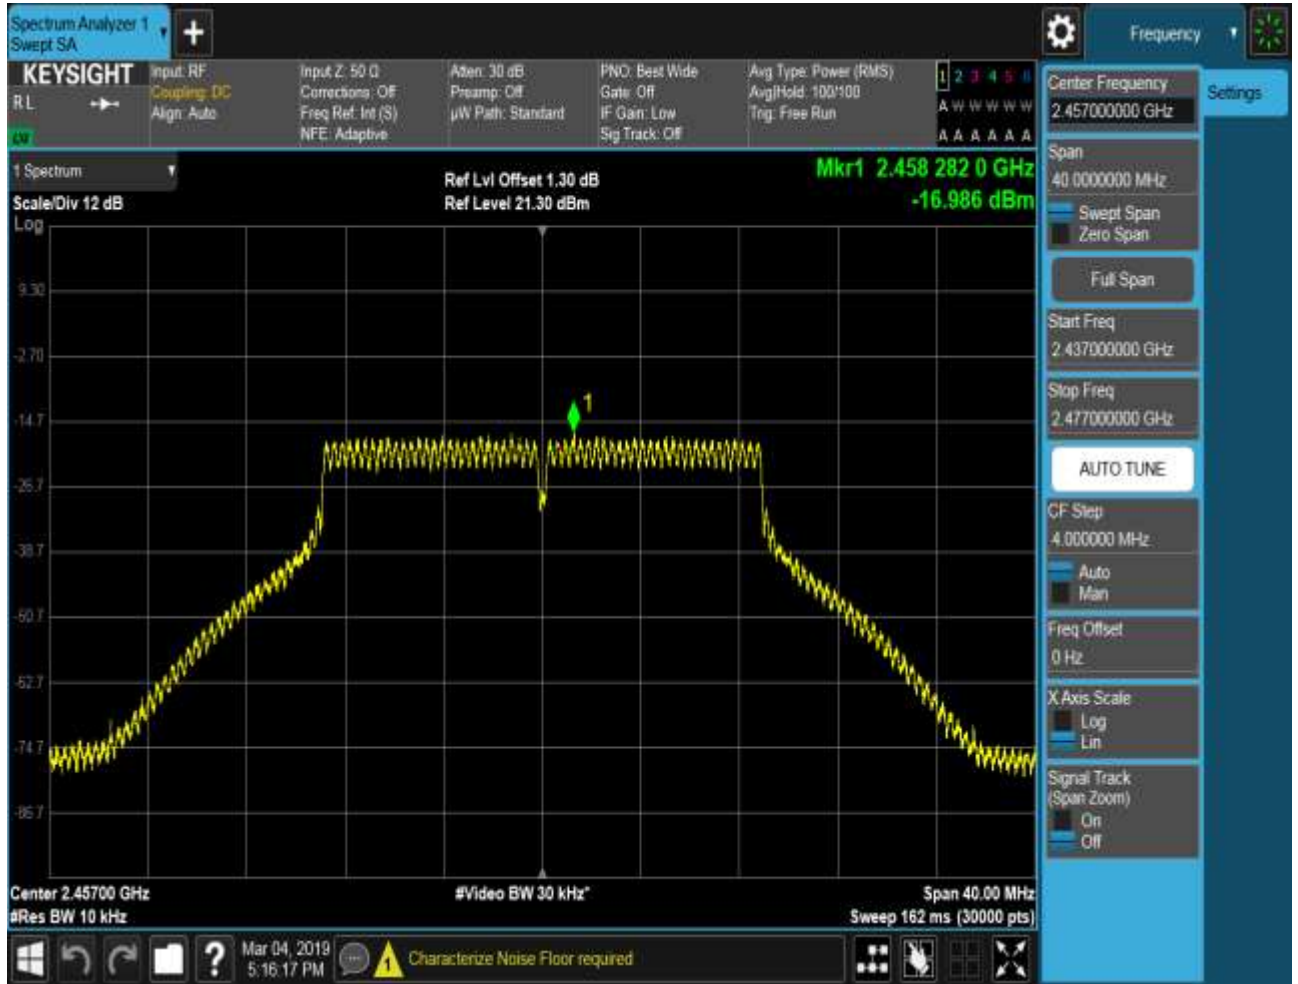 Spectrum Analyzer 1
Swept SA
+
Frequency
KEYSIGHT
RL
Input: RF
Coupling: DC
Align: Auto
Input Z: 50 Ω
Corrections: Off
Freq Ref: Int (S)
NFE: Adaptive
Atten: 30 dB
Preamp: Off
µW Path: Standard
PNO: Best Wide
Gate: Off
IF Gain: Low
Sig Track: Off
Avg Type: Power (RMS)
Avg|Hold: 100/100
Trig: Free Run
1 2 3 4 5 6
A W W W W W
A A A A A A
1 Spectrum
Scale/Div 12 dB
Log
Ref Lvl Offset 1.30 dB
Ref Level 21.30 dBm
Mkr1 2.458 282 0 GHz
-16.986 dBm
9.30
-2.70
-14.7
-26.7
-38.7
-50.7
-62.7
-74.7
-86.7
1
Center 2.45700 GHz
#Res BW 10 kHz
#Video BW 30 kHz*
Span 40.00 MHz
Sweep 162 ms (30000 pts)
Center Frequency
2.457000000 GHz
Settings
Span
40.0000000 MHz
Swept Span
Zero Span
Full Span
Start Freq
2.437000000 GHz
Stop Freq
2.477000000 GHz
AUTO TUNE
CF Step
4.000000 MHz
Auto
Man
Freq Offset
0 Hz
X Axis Scale
Log
Lin
Signal Track
(Span Zoom)
On
Off
?
Mar 04, 2019
5:16:17 PM
1
Characterize Noise Floor required